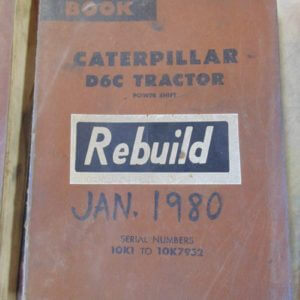 BOOK
CATERPILLAR
D6C TRACTOR
POWER SHIFT
Rebuild
JAN. 1980
SERIAL NUMBERS
10K1 TO 10K7932